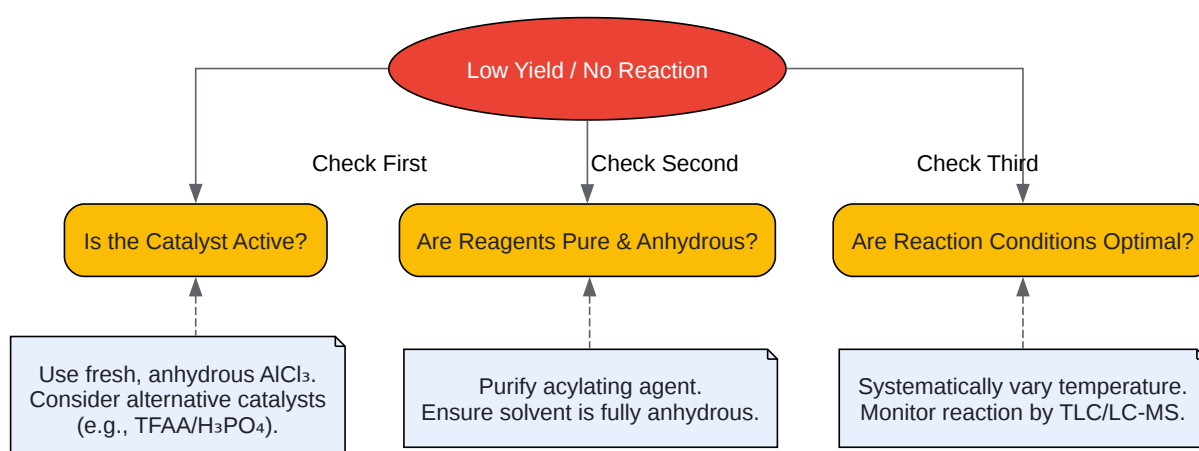 Low Yield / No Reaction
Check First
Check Second
Check Third
Is the Catalyst Active?
Are Reagents Pure & Anhydrous?
Are Reaction Conditions Optimal?
Use fresh, anhydrous AlCl₃.
Consider alternative catalysts
(e.g., TFAA/H₃PO₄).
Purify acylating agent.
Ensure solvent is fully anhydrous.
Systematically vary temperature.
Monitor reaction by TLC/LC-MS.